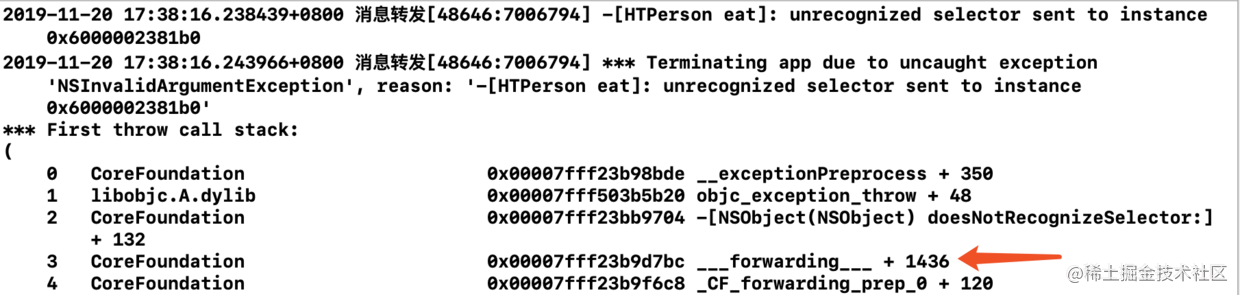 2019-11-20 17:38:16.238439+0800 消息转发[48646:7006794] -[HTPerson eat]: unrecognized selector sent to instance
0x6000002381b0
2019-11-20 17:38:16.243966+0800 消息转发[48646:7006794] *** Terminating app due to uncaught exception
'NSInvalidArgumentException', reason: '-[HTPerson eat]: unrecognized selector sent to instance
0x6000002381b0'
*** First throw call stack:
(
0 CoreFoundation 0x00007fff23b98bde __exceptionPreprocess + 350
1 libobjc.A.dylib 0x00007fff503b5b20 objc_exception_throw + 48
2 CoreFoundation 0x00007fff23bb9704 -[NSObject(NSObject) doesNotRecognizeSelector:]
+ 132
3 CoreFoundation 0x00007fff23b9d7bc ___forwarding___ + 1436
4 CoreFoundation 0x00007fff23b9f6c8 _CF_forwarding_prep_0 + 120
@稀土掘金技术社区